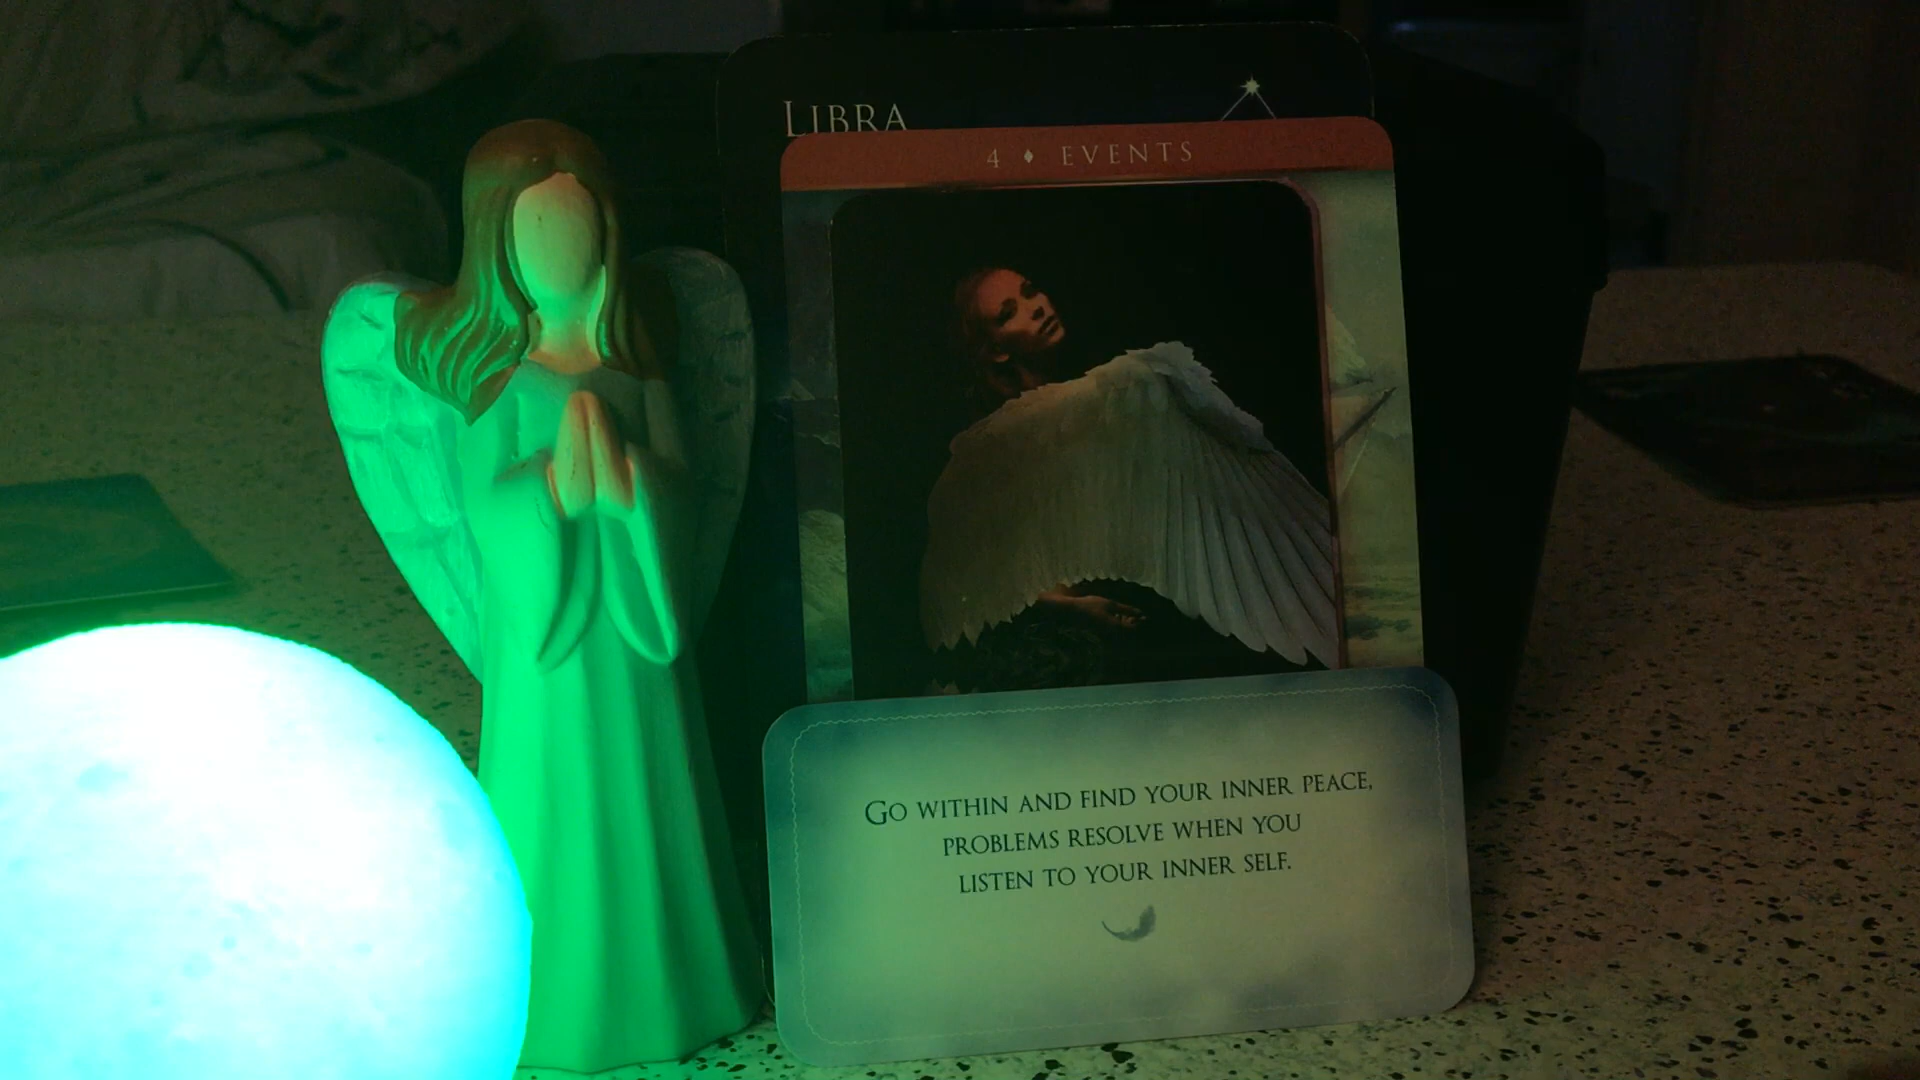 Libra
4 ♦ EVENTS
Go within and find your inner peace,
problems resolve when you
listen to your inner self.